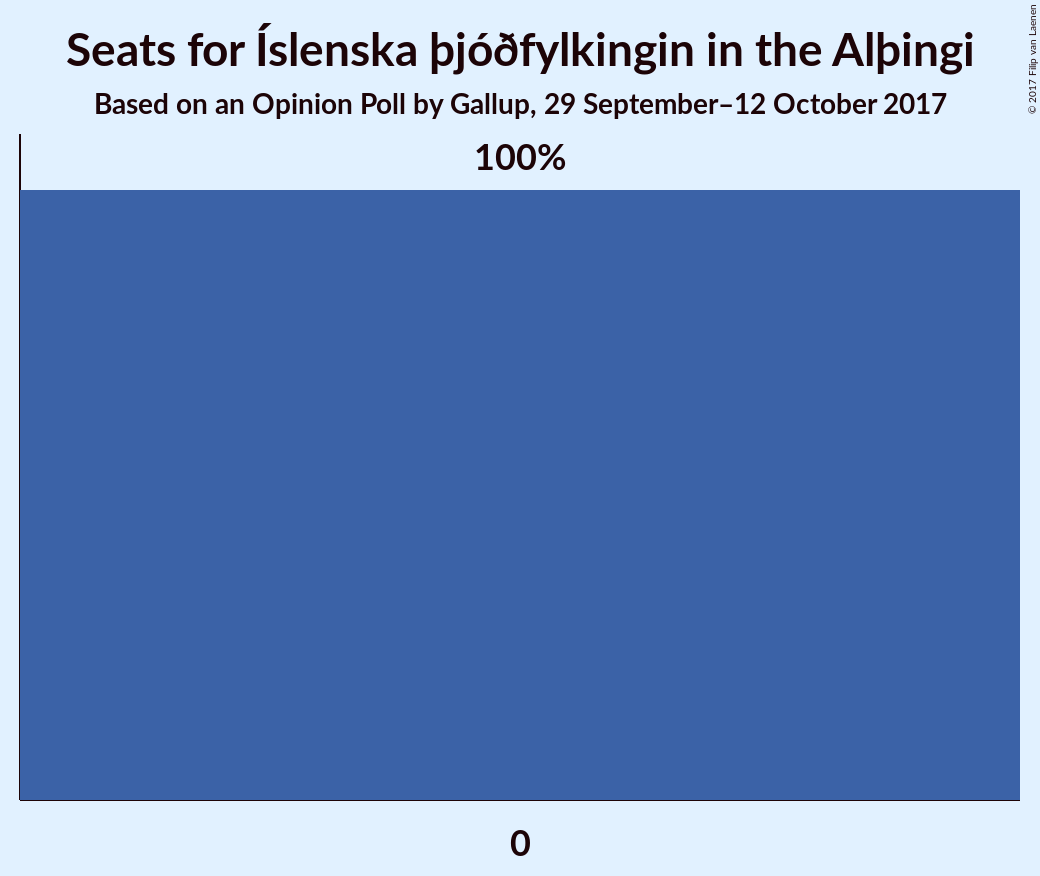 Seats for Íslenska þjóðfylkingin in the Alþingi
Based on an Opinion Poll by Gallup, 29 September–12 October 2017
100%
0
© 2017 Filip van Laenen